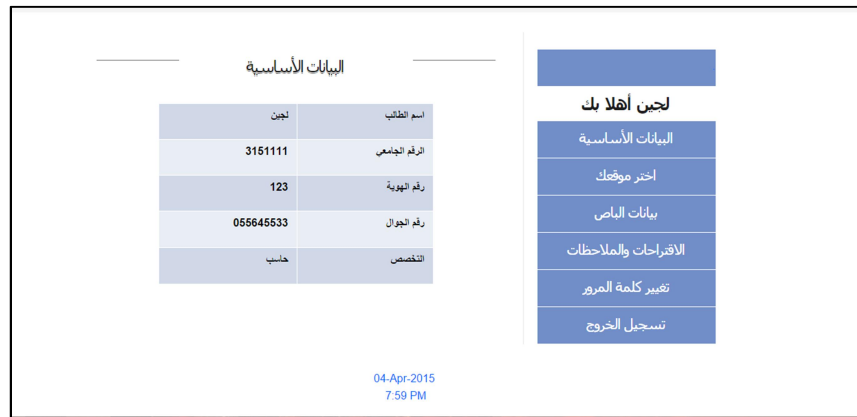 لجين أهلا بك
البيانات الأساسية
اختر موقعك
بيانات الباص
الاقتراحات والملاحظات
تغيير كلمة المرور
تسجيل الخروج
البيانات الأساسية
اسم الطالب لجين
الرقم الجامعي 3151111
رقم الهوية 123
رقم الجوال 055645533
التخصص حاسب
04-Apr-2015
7:59 PM